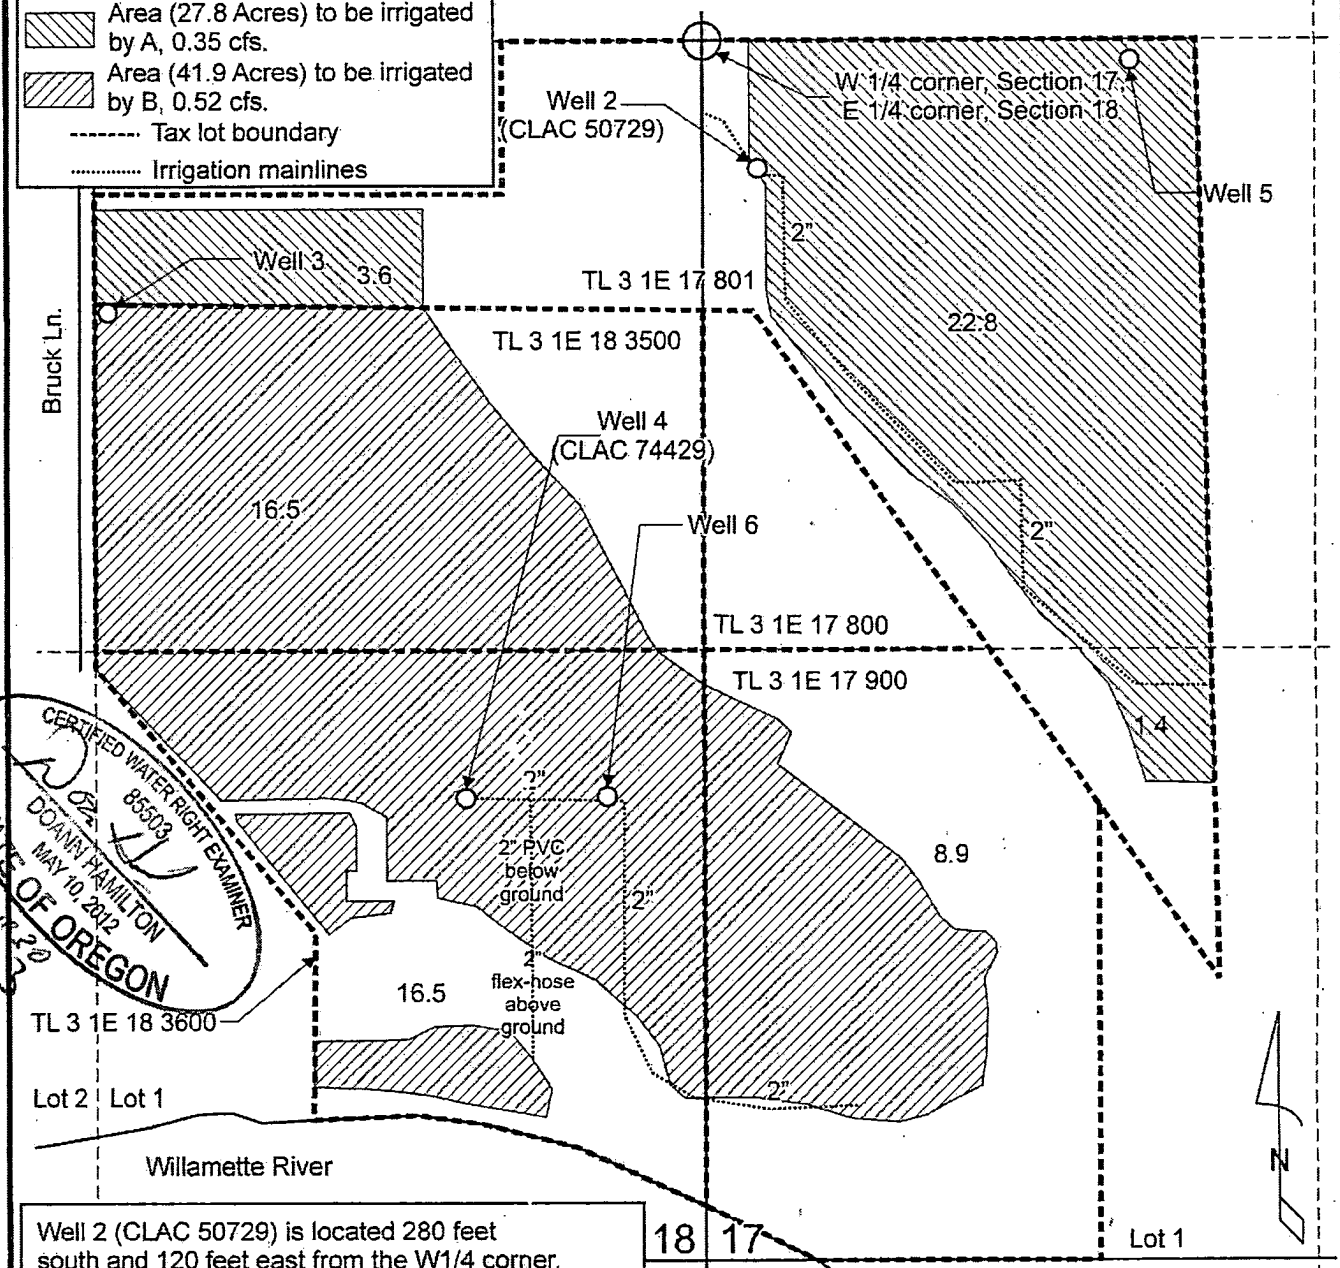 Area (27.8 Acres) to be irrigated
by A, 0.35 cfs.
Area (41.9 Acres) to be irrigated
by B, 0.52 cfs.
Tax lot boundary
Irrigation mainlines
W 1/4 corner, Section 17,
E 1/4 corner, Section 18
Well 2
(CLAC 50729)
Well 5
2"
Well 3
3.6
TL 3 1E 17 801
22.8
TL 3 1E 18 3500
Bruck Ln.
Well 4
(CLAC 74429)
16.5
Well 6
2"
TL 3 1E 17 800
TL 3 1E 17 900
1.4
CERTIFIED WATER RIGHT EXAMINER
85503
DOANN HAMILTON
MAY 10, 2012
OF OREGON
2"
2" PVC
below
ground
2"
8.9
2"
flex-hose
above
ground
16.5
TL 3 1E 18 3600
2"
Lot 2
Lot 1
Willamette River
N
Well 2 (CLAC 50729) is located 280 feet
south and 120 feet east from the W1/4 corner,
18 17
Lot 1